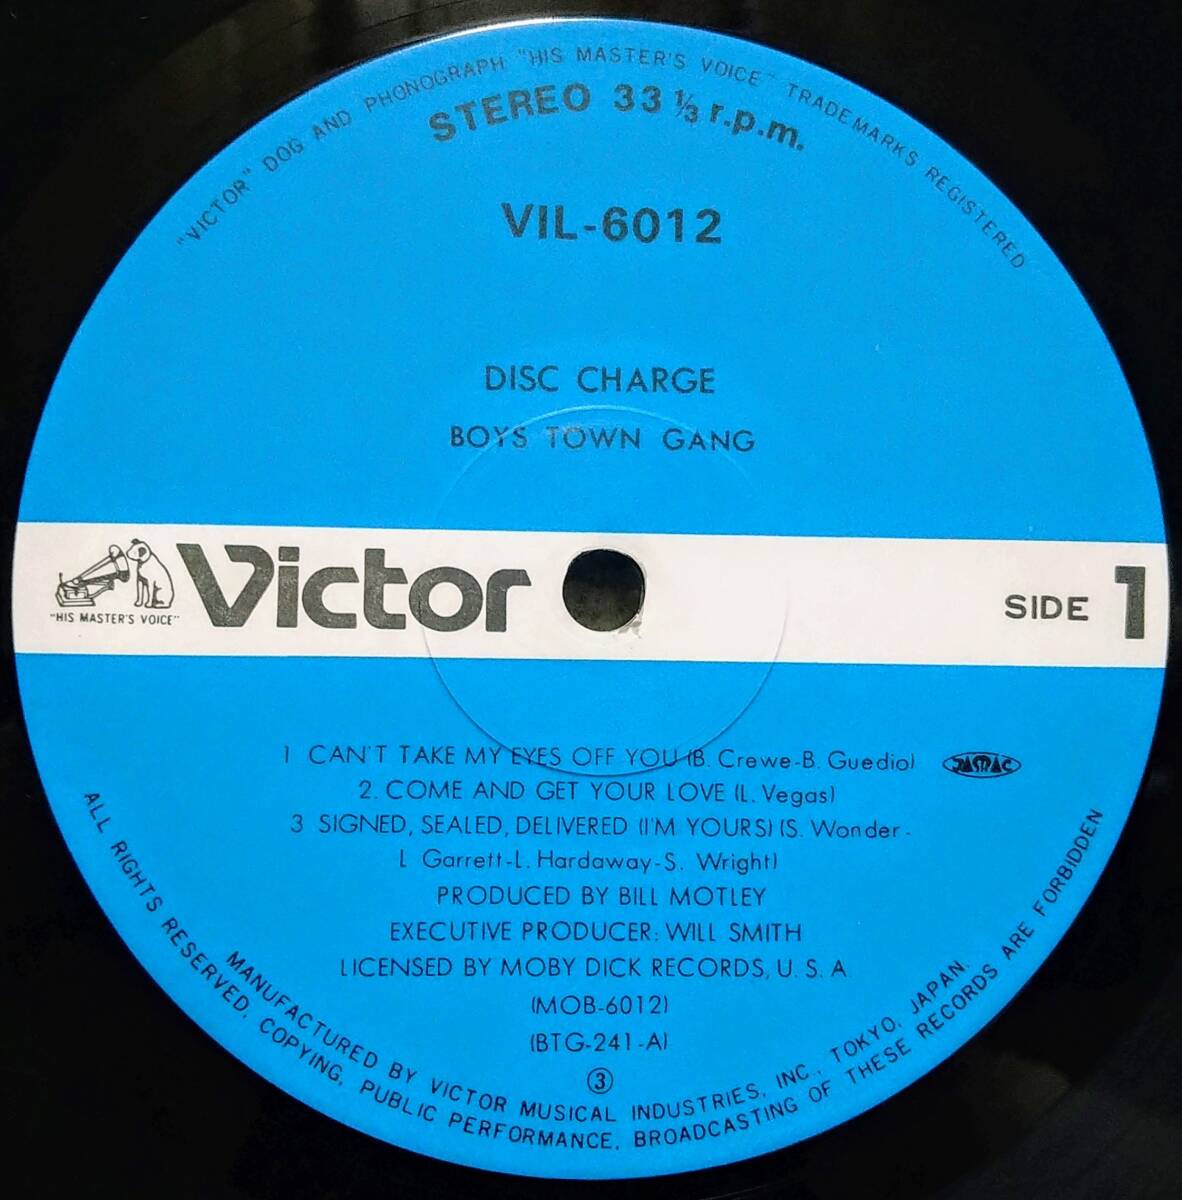 "VICTOR" DOG AND PHONOGRAPH "HIS MASTER'S VOICE" TRADEMARKS REGISTERED
STEREO 33 1/3 r.p.m.
VIL-6012
DISC CHARGE
BOYS TOWN GANG
"HIS MASTER'S VOICE"
Victor
SIDE 1
1 CAN'T TAKE MY EYES OFF YOU (B. Crewe-B. Guedio)
JASRAC
2. COME AND GET YOUR LOVE (L. Vegas)
3 SIGNED, SEALED, DELIVERED (I'M YOURS) (S. Wonder-
L Garrett-L. Hardaway-S. Wright)
PRODUCED BY BILL MOTLEY
EXECUTIVE PRODUCER: WILL SMITH
LICENSED BY MOBY DICK RECORDS, U. S. A.
(MOB-6012)
(BTG-241-A)
③
MANUFACTURED BY VICTOR MUSICAL INDUSTRIES, INC., TOKYO, JAPAN.
ALL RIGHTS RESERVED, COPYING, PUBLIC PERFORMANCE, BROADCASTING OF THESE RECORDS ARE FORBIDDEN